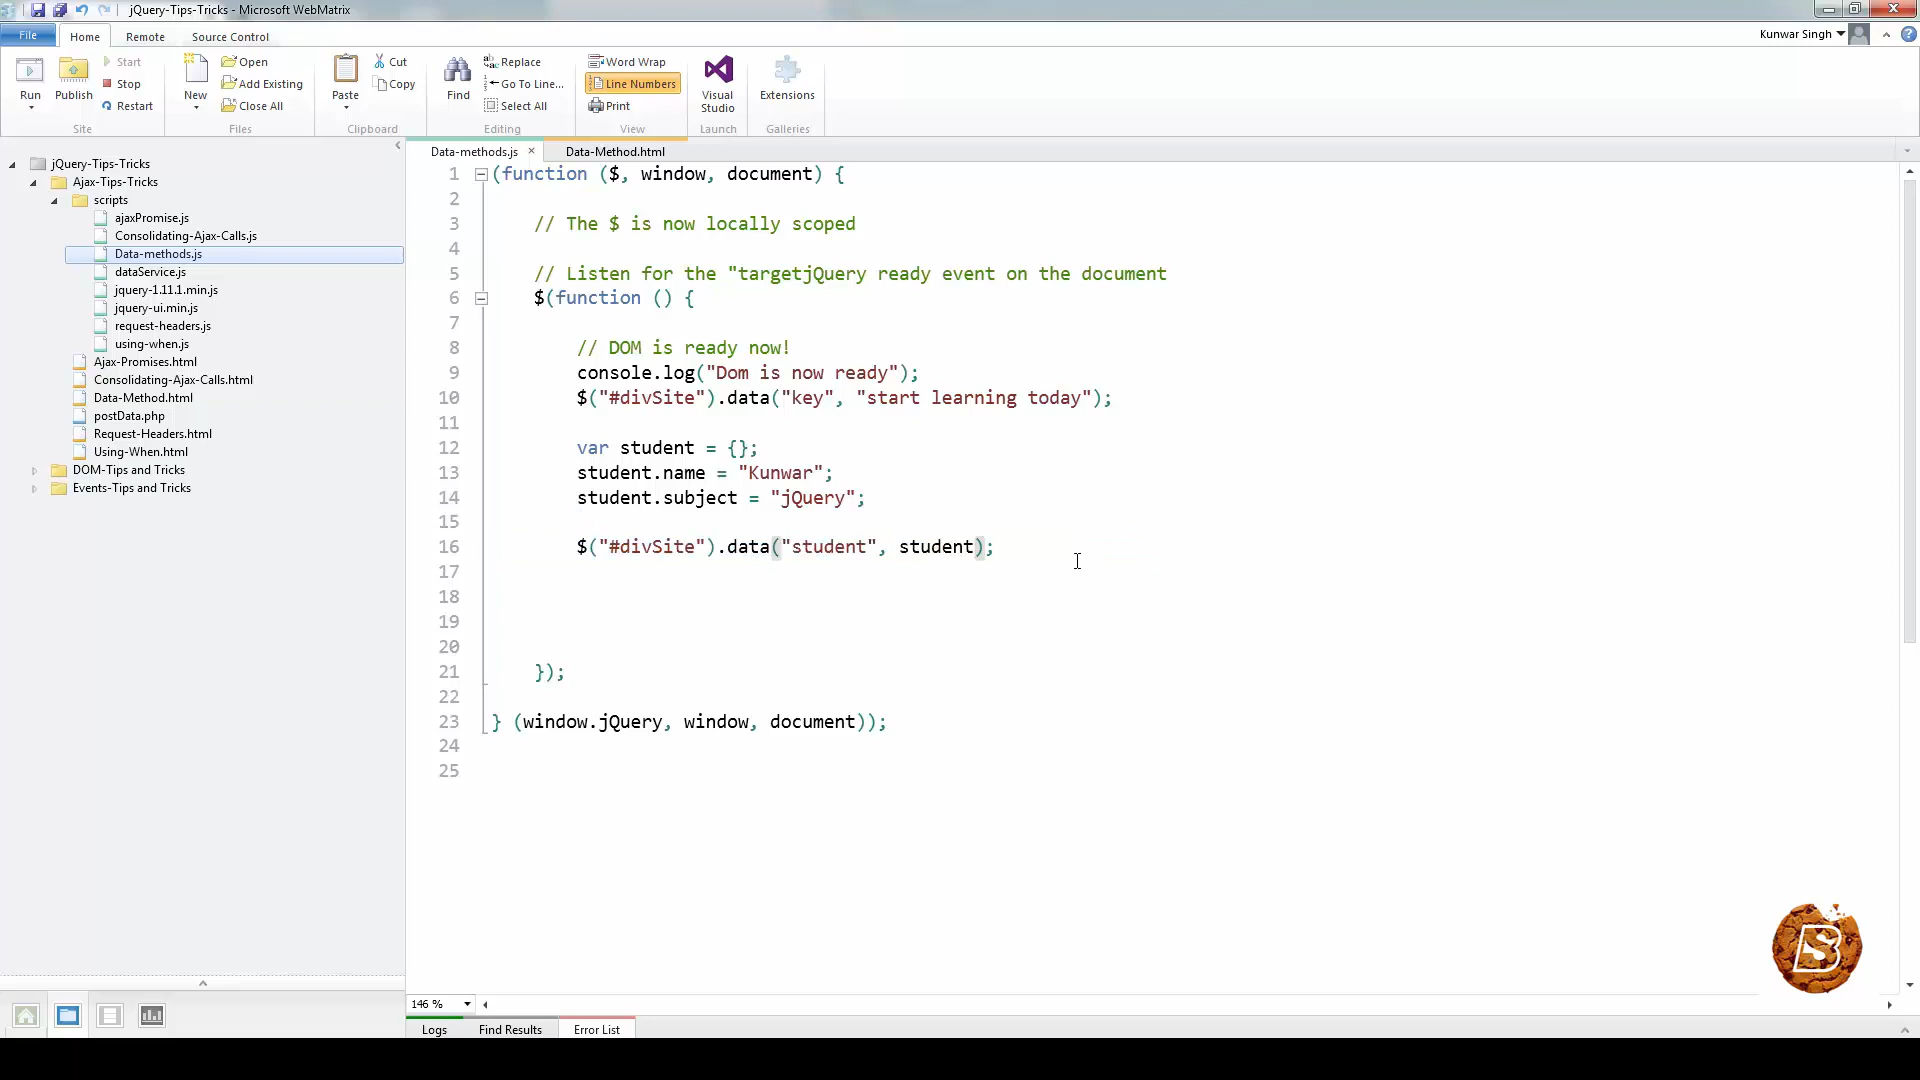 jQuery-Tips-Tricks - Microsoft WebMatrix
File
Home
Remote
Source Control
Kunwar Singh
Run
Publish
Start
Stop
Restart
Site
New
Open
Add Existing
Close All
Files
Paste
Cut
Copy
Clipboard
Find
Replace
Go To Line...
Select All
Editing
Word Wrap
Line Numbers
Print
View
Visual Studio
Launch
Extensions
Galleries
jQuery-Tips-Tricks
Ajax-Tips-Tricks
scripts
ajaxPromise.js
Consolidating-Ajax-Calls.js
Data-methods.js
dataService.js
jquery-1.11.1.min.js
jquery-ui.min.js
request-headers.js
using-when.js
Ajax-Promises.html
Consolidating-Ajax-Calls.html
Data-Method.html
postData.php
Request-Headers.html
Using-When.html
DOM-Tips and Tricks
Events-Tips and Tricks
Data-methods.js
Data-Method.html
1 (function ($, window, document) {
2
3 // The $ is now locally scoped
4
5 // Listen for the "targetjQuery ready event on the document
6 $(function () {
7
8 // DOM is ready now!
9 console.log("Dom is now ready");
10 $("#divSite").data("key", "start learning today");
11
12 var student = {};
13 student.name = "Kunwar";
14 student.subject = "jQuery";
15
16 $("#divSite").data("student", student);
17
18
19
20
21 });
22
23 } (window.jQuery, window, document));
24
25
BS
146 %
Logs
Find Results
Error List